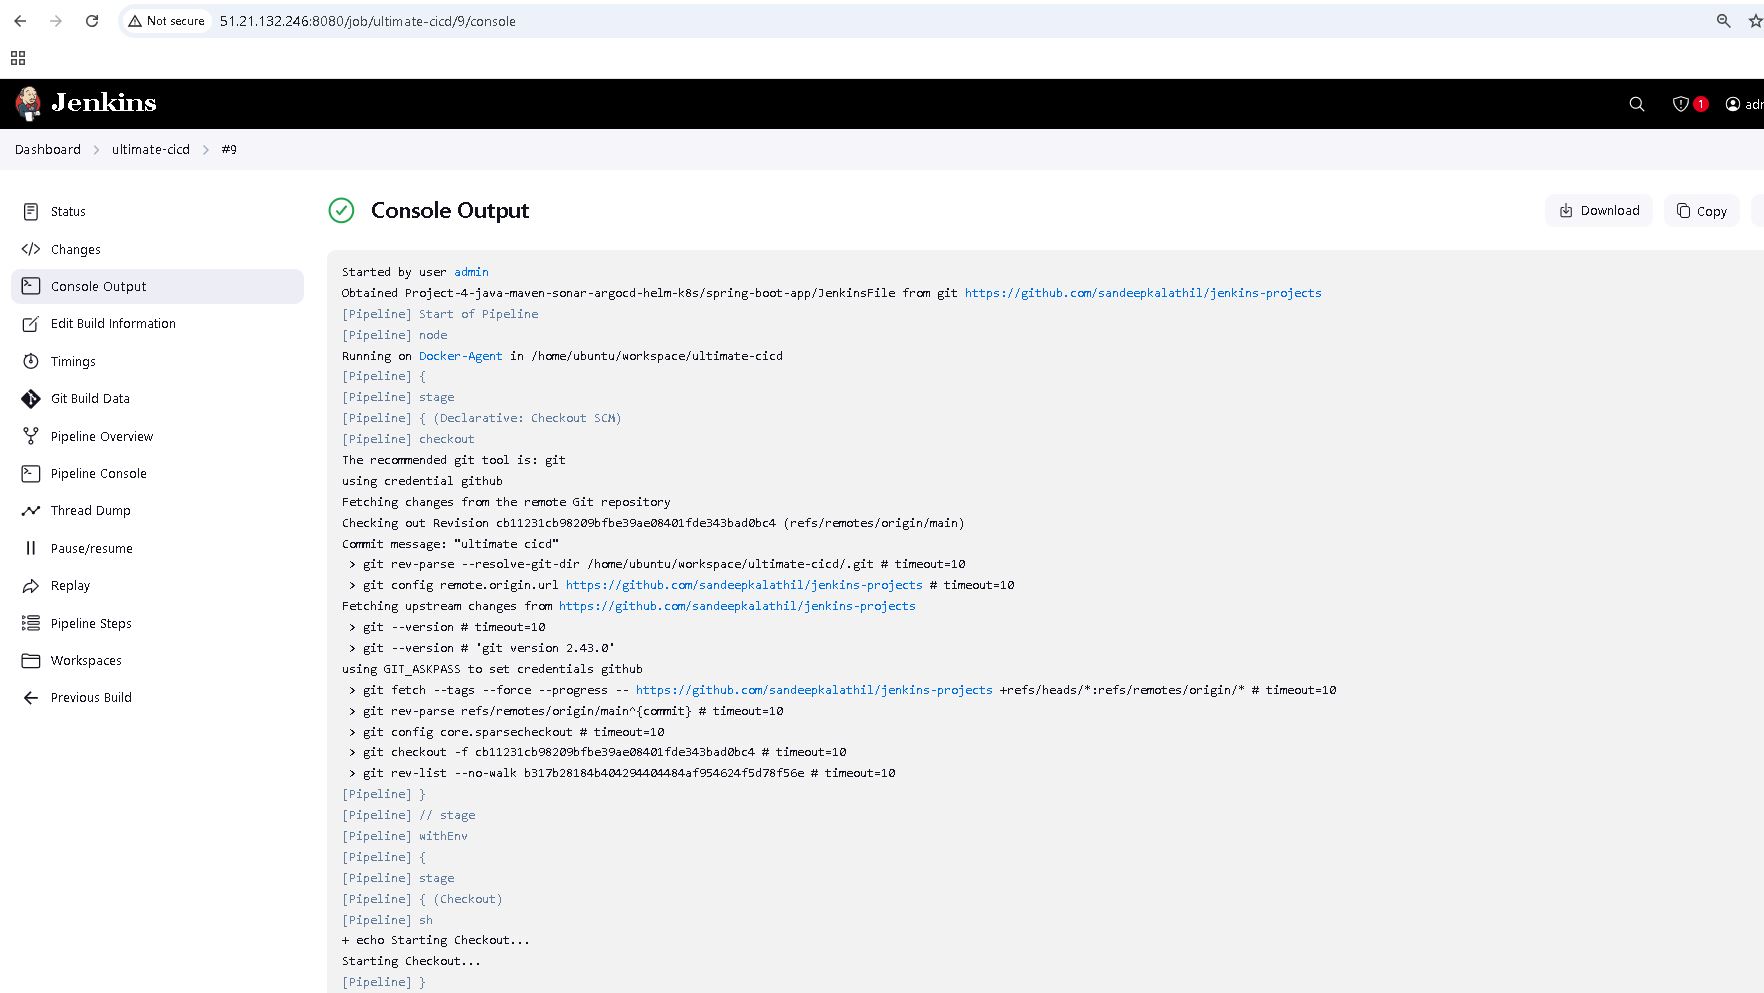 Not secure 51.21.132.246:8080/job/ultimate-cicd/9/console
Jenkins
1
adr
Dashboard > ultimate-cicd > #9
Status
Changes
Console Output
Edit Build Information
Timings
Git Build Data
Pipeline Overview
Pipeline Console
Thread Dump
Pause/resume
Replay
Pipeline Steps
Workspaces
Previous Build
Console Output
Download
Copy
Started by user admin
Obtained Project-4-java-maven-sonar-argocd-helm-k8s/spring-boot-app/JenkinsFile from git https://github.com/sandeepkalathil/jenkins-projects
[Pipeline] Start of Pipeline
[Pipeline] node
Running on Docker-Agent in /home/ubuntu/workspace/ultimate-cicd
[Pipeline] {
[Pipeline] stage
[Pipeline] { (Declarative: Checkout SCM)
[Pipeline] checkout
The recommended git tool is: git
using credential github
Fetching changes from the remote Git repository
Checking out Revision cb11231cb98209bfbe39ae08401fde343bad0bc4 (refs/remotes/origin/main)
Commit message: "ultimate cicd"
> git rev-parse --resolve-git-dir /home/ubuntu/workspace/ultimate-cicd/.git # timeout=10
> git config remote.origin.url https://github.com/sandeepkalathil/jenkins-projects # timeout=10
Fetching upstream changes from https://github.com/sandeepkalathil/jenkins-projects
> git --version # timeout=10
> git --version # 'git version 2.43.0'
using GIT_ASKPASS to set credentials github
> git fetch --tags --force --progress -- https://github.com/sandeepkalathil/jenkins-projects +refs/heads/*:refs/remotes/origin/* # timeout=10
> git rev-parse refs/remotes/origin/main^{commit} # timeout=10
> git config core.sparsecheckout # timeout=10
> git checkout -f cb11231cb98209bfbe39ae08401fde343bad0bc4 # timeout=10
> git rev-list --no-walk b317b28184b404294404484af954624f5d78f56e # timeout=10
[Pipeline] }
[Pipeline] // stage
[Pipeline] withEnv
[Pipeline] {
[Pipeline] stage
[Pipeline] { (Checkout)
[Pipeline] sh
+ echo Starting Checkout...
Starting Checkout...
[Pipeline] }